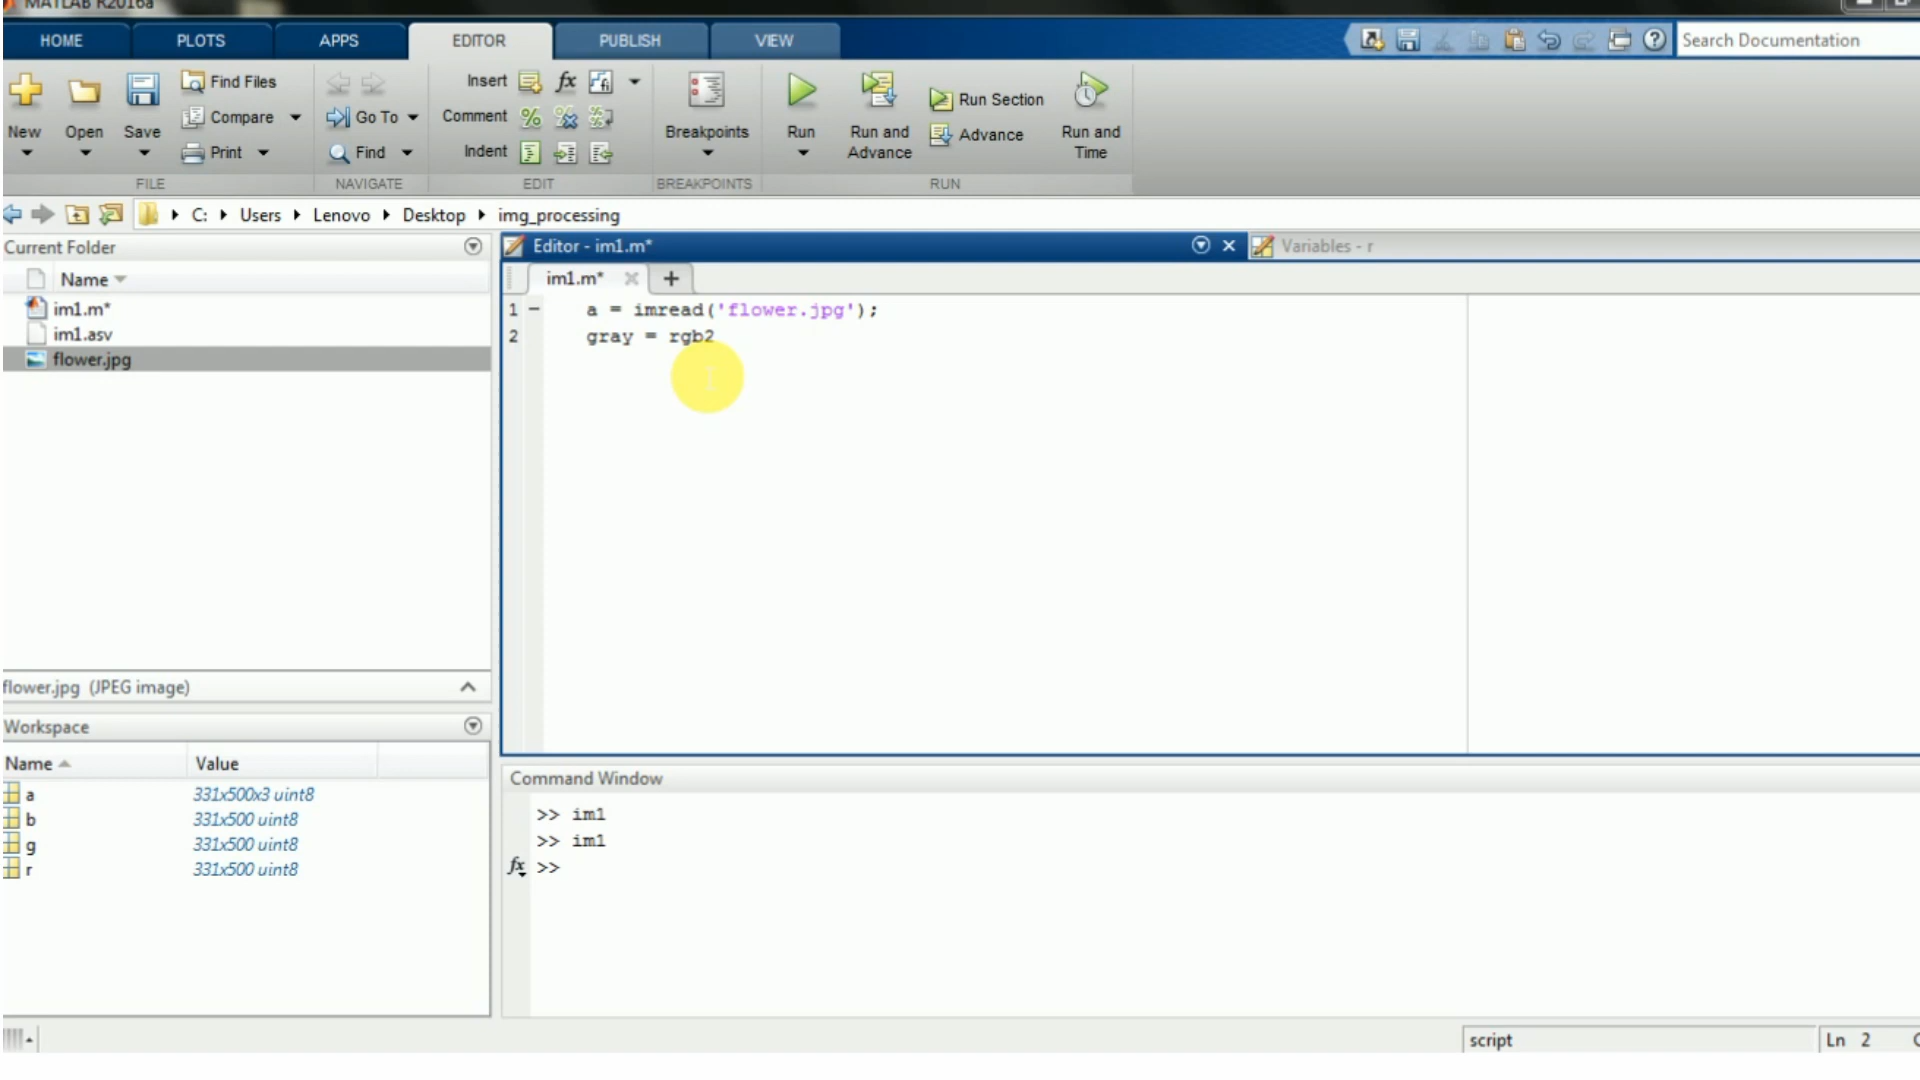 MATLAB R2016a
HOME PLOTS APPS EDITOR PUBLISH VIEW
Search Documentation
New Open Save
Find Files
Compare
Print
Go To
Find
Insert
Comment
Indent
Breakpoints
Run
Run and Advance
Run Section
Advance
Run and Time
FILE NAVIGATE EDIT BREAKPOINTS RUN
C: Users Lenovo Desktop img_processing
Current Folder
Name
im1.m*
im1.asv
flower.jpg
flower.jpg (JPEG image)
Workspace
Name Value
a 331x500x3 uint8
b 331x500 uint8
g 331x500 uint8
r 331x500 uint8
Editor - im1.m*
Variables - r
im1.m*
1 a = imread('flower.jpg');
2 gray = rgb2
Command Window
>> im1
>> im1
fx >>
script
Ln 2